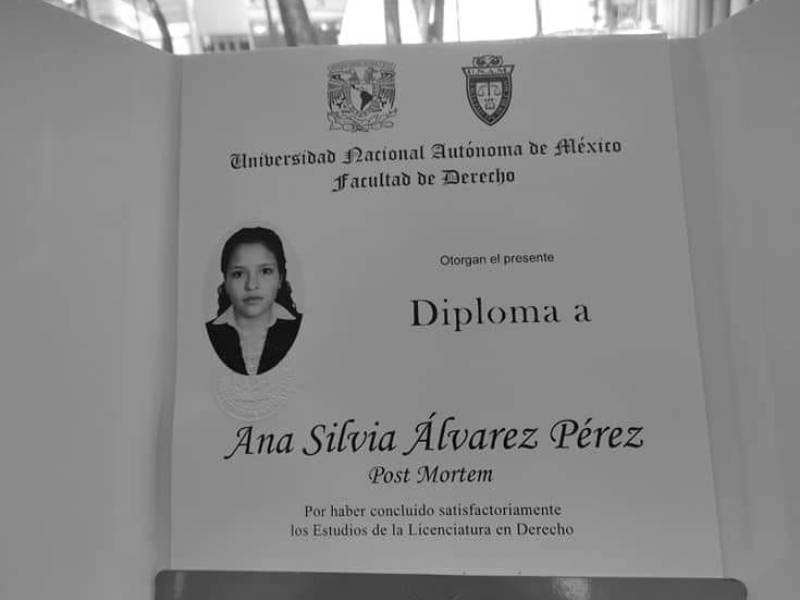 U.N.A.M.
Universidad Nacional Autónoma de México
Facultad de Derecho
Otorgan el presente
Diploma a
Ana Silvia Álvarez Pérez
Post Mortem
Por haber concluido satisfactoriamente
los Estudios de la Licenciatura en Derecho